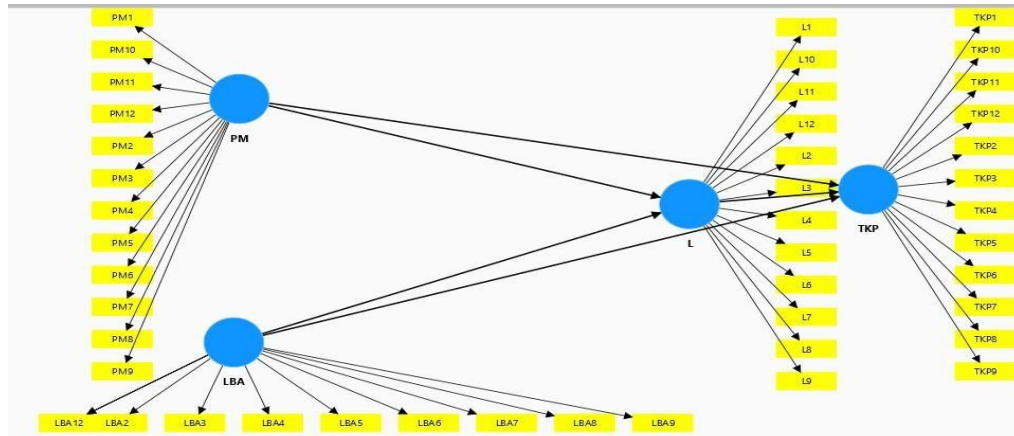 PM1
PM10
PM11
PM12
PM2
PM3
PM4
PM5
PM6
PM7
PM8
PM9
PM
LBA
LBA12
LBA2
LBA3
LBA4
LBA5
LBA6
LBA7
LBA8
LBA9
L1
L10
L11
L12
L2
L3
L4
L5
L6
L7
L8
L9
L
TKP
TKP1
TKP10
TKP11
TKP12
TKP2
TKP3
TKP4
TKP5
TKP6
TKP7
TKP8
TKP9